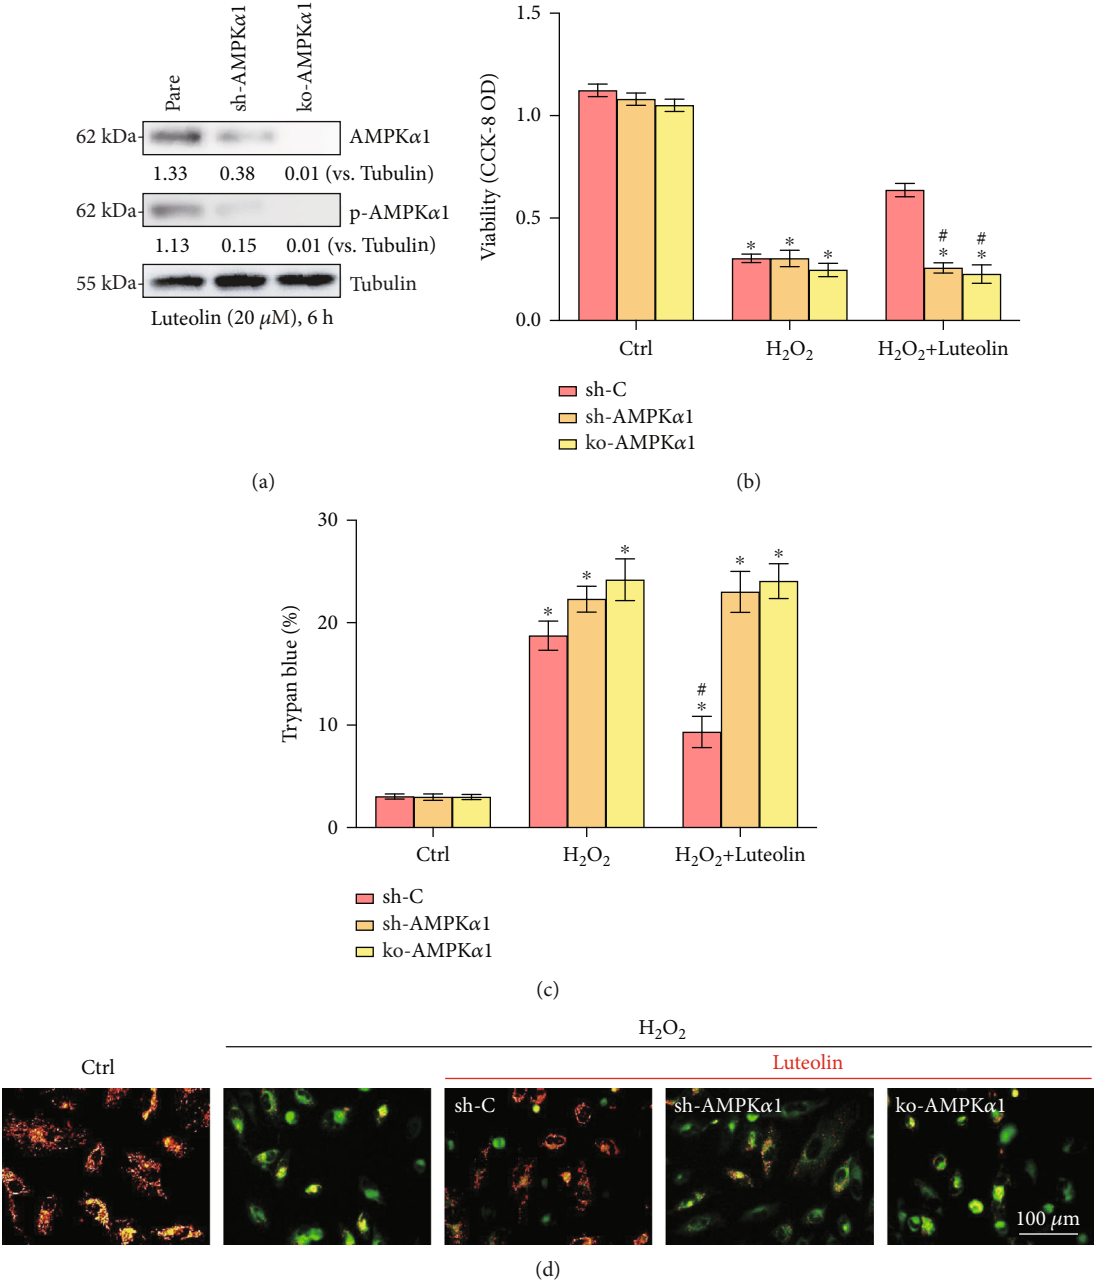 Pare
sh-AMPKα1
ko-AMPKα1
62 kDa
AMPKα1
1.33 0.38 0.01 (vs. Tubulin)
62 kDa
p-AMPKα1
1.13 0.15 0.01 (vs. Tubulin)
55 kDa
Tubulin
Luteolin (20 μM), 6 h
(a)
Viability (CCK-8 OD)
1.5
1.0
0.5
0.0
* * * # * # *
Ctrl H₂O₂ H₂O₂+Luteolin
sh-C
sh-AMPKα1
ko-AMPKα1
(b)
Trypan blue (%)
30
20
10
0
* * * # * * *
Ctrl H₂O₂ H₂O₂+Luteolin
sh-C
sh-AMPKα1
ko-AMPKα1
(c)
H₂O₂
Ctrl
Luteolin
sh-C sh-AMPKα1 ko-AMPKα1
100 μm
(d)